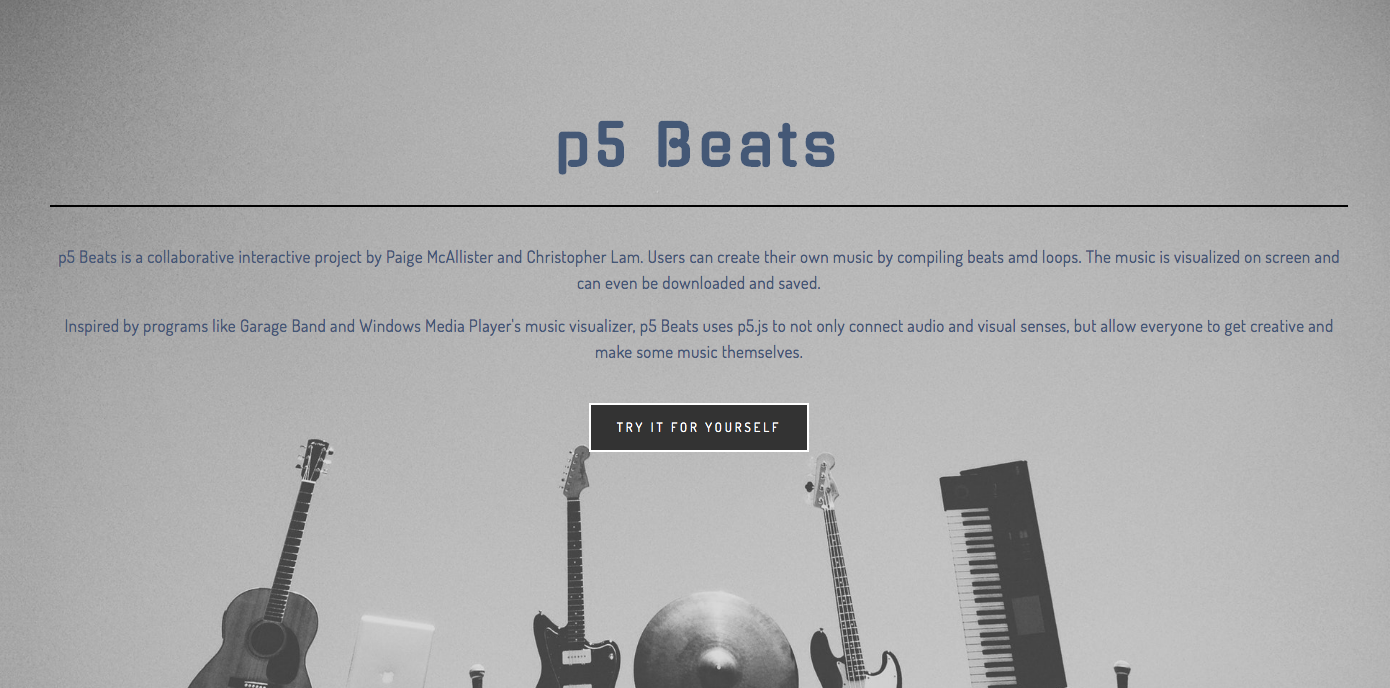 p5 Beats
p5 Beats is a collaborative interactive project by Paige McAllister and Christopher Lam. Users can create their own music by compiling beats amd loops. The music is visualized on screen and
can even be downloaded and saved.
Inspired by programs like Garage Band and Windows Media Player's music visualizer, p5 Beats uses p5.js to not only connect audio and visual senses, but allow everyone to get creative and
make some music themselves.
TRY IT FOR YOURSELF